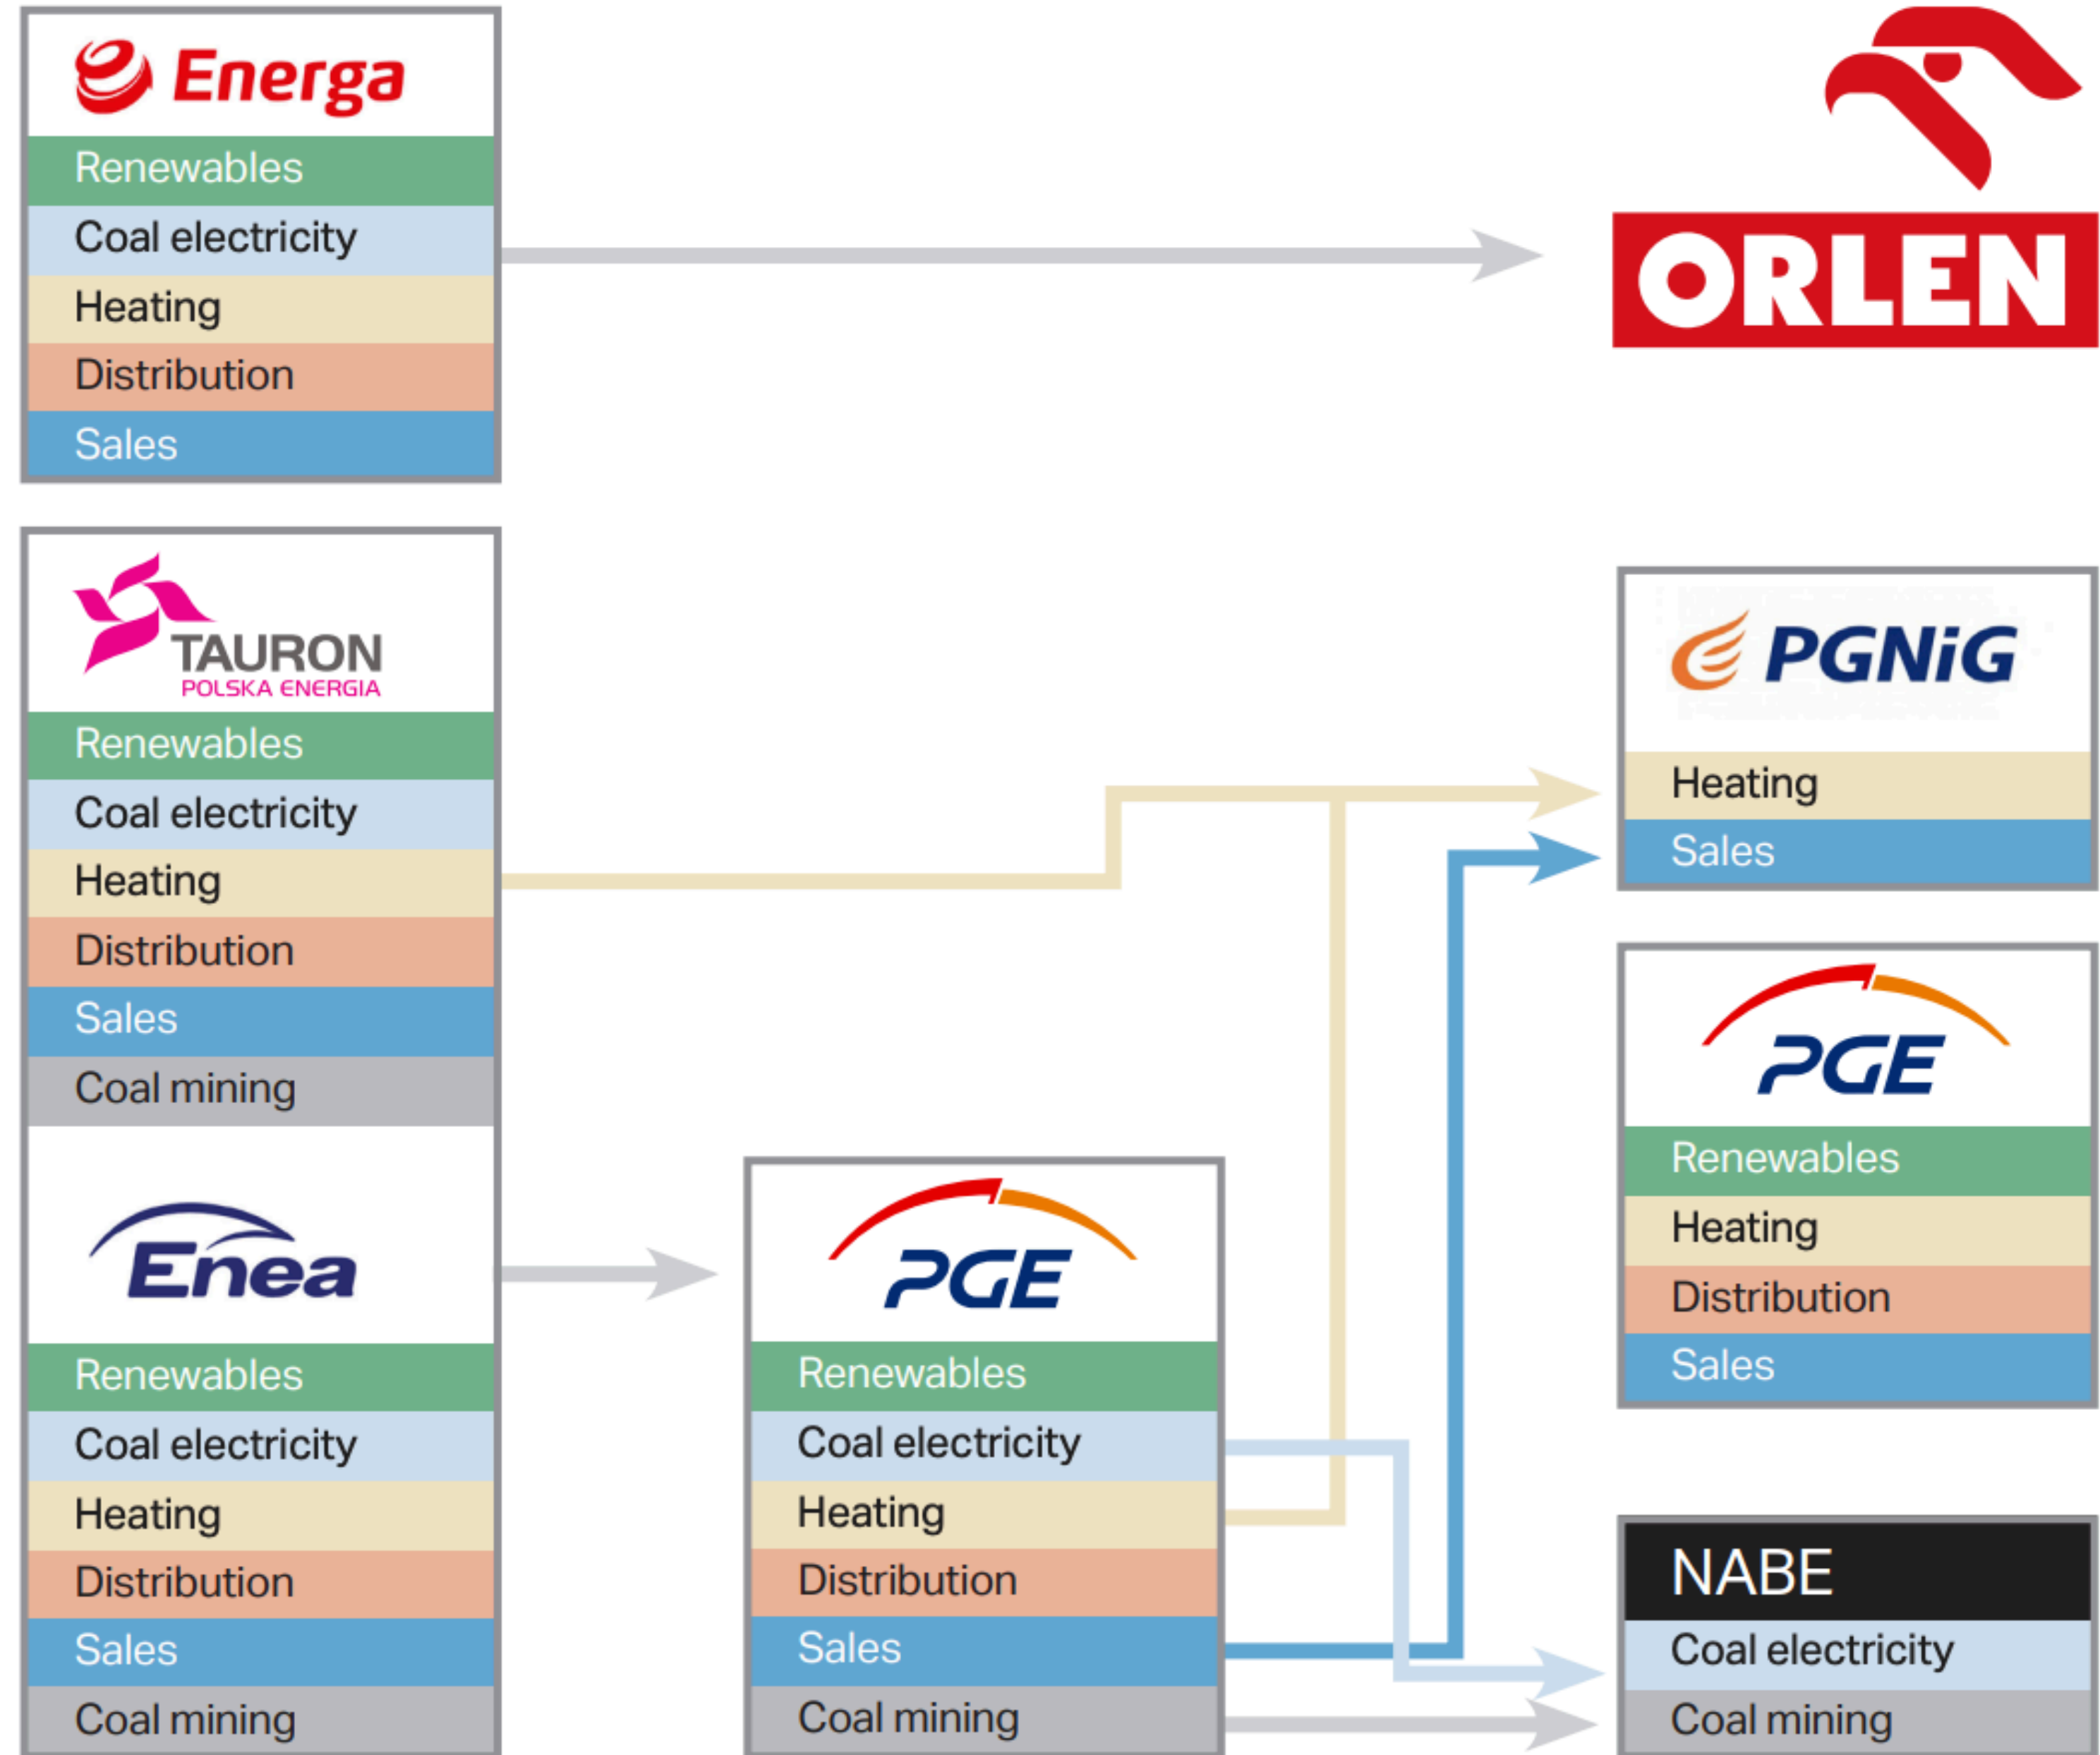 Energa
Renewables
Coal electricity
Heating
Distribution
Sales
ORLEN
TAURON
POLSKA ENERGIA
Renewables
Coal electricity
Heating
Distribution
Sales
Coal mining
Enea
Renewables
Coal electricity
Heating
Distribution
Sales
Coal mining
PGE
Renewables
Coal electricity
Heating
Distribution
Sales
Coal mining
PGNiG
Heating
Sales
PGE
Renewables
Heating
Distribution
Sales
NABE
Coal electricity
Coal mining